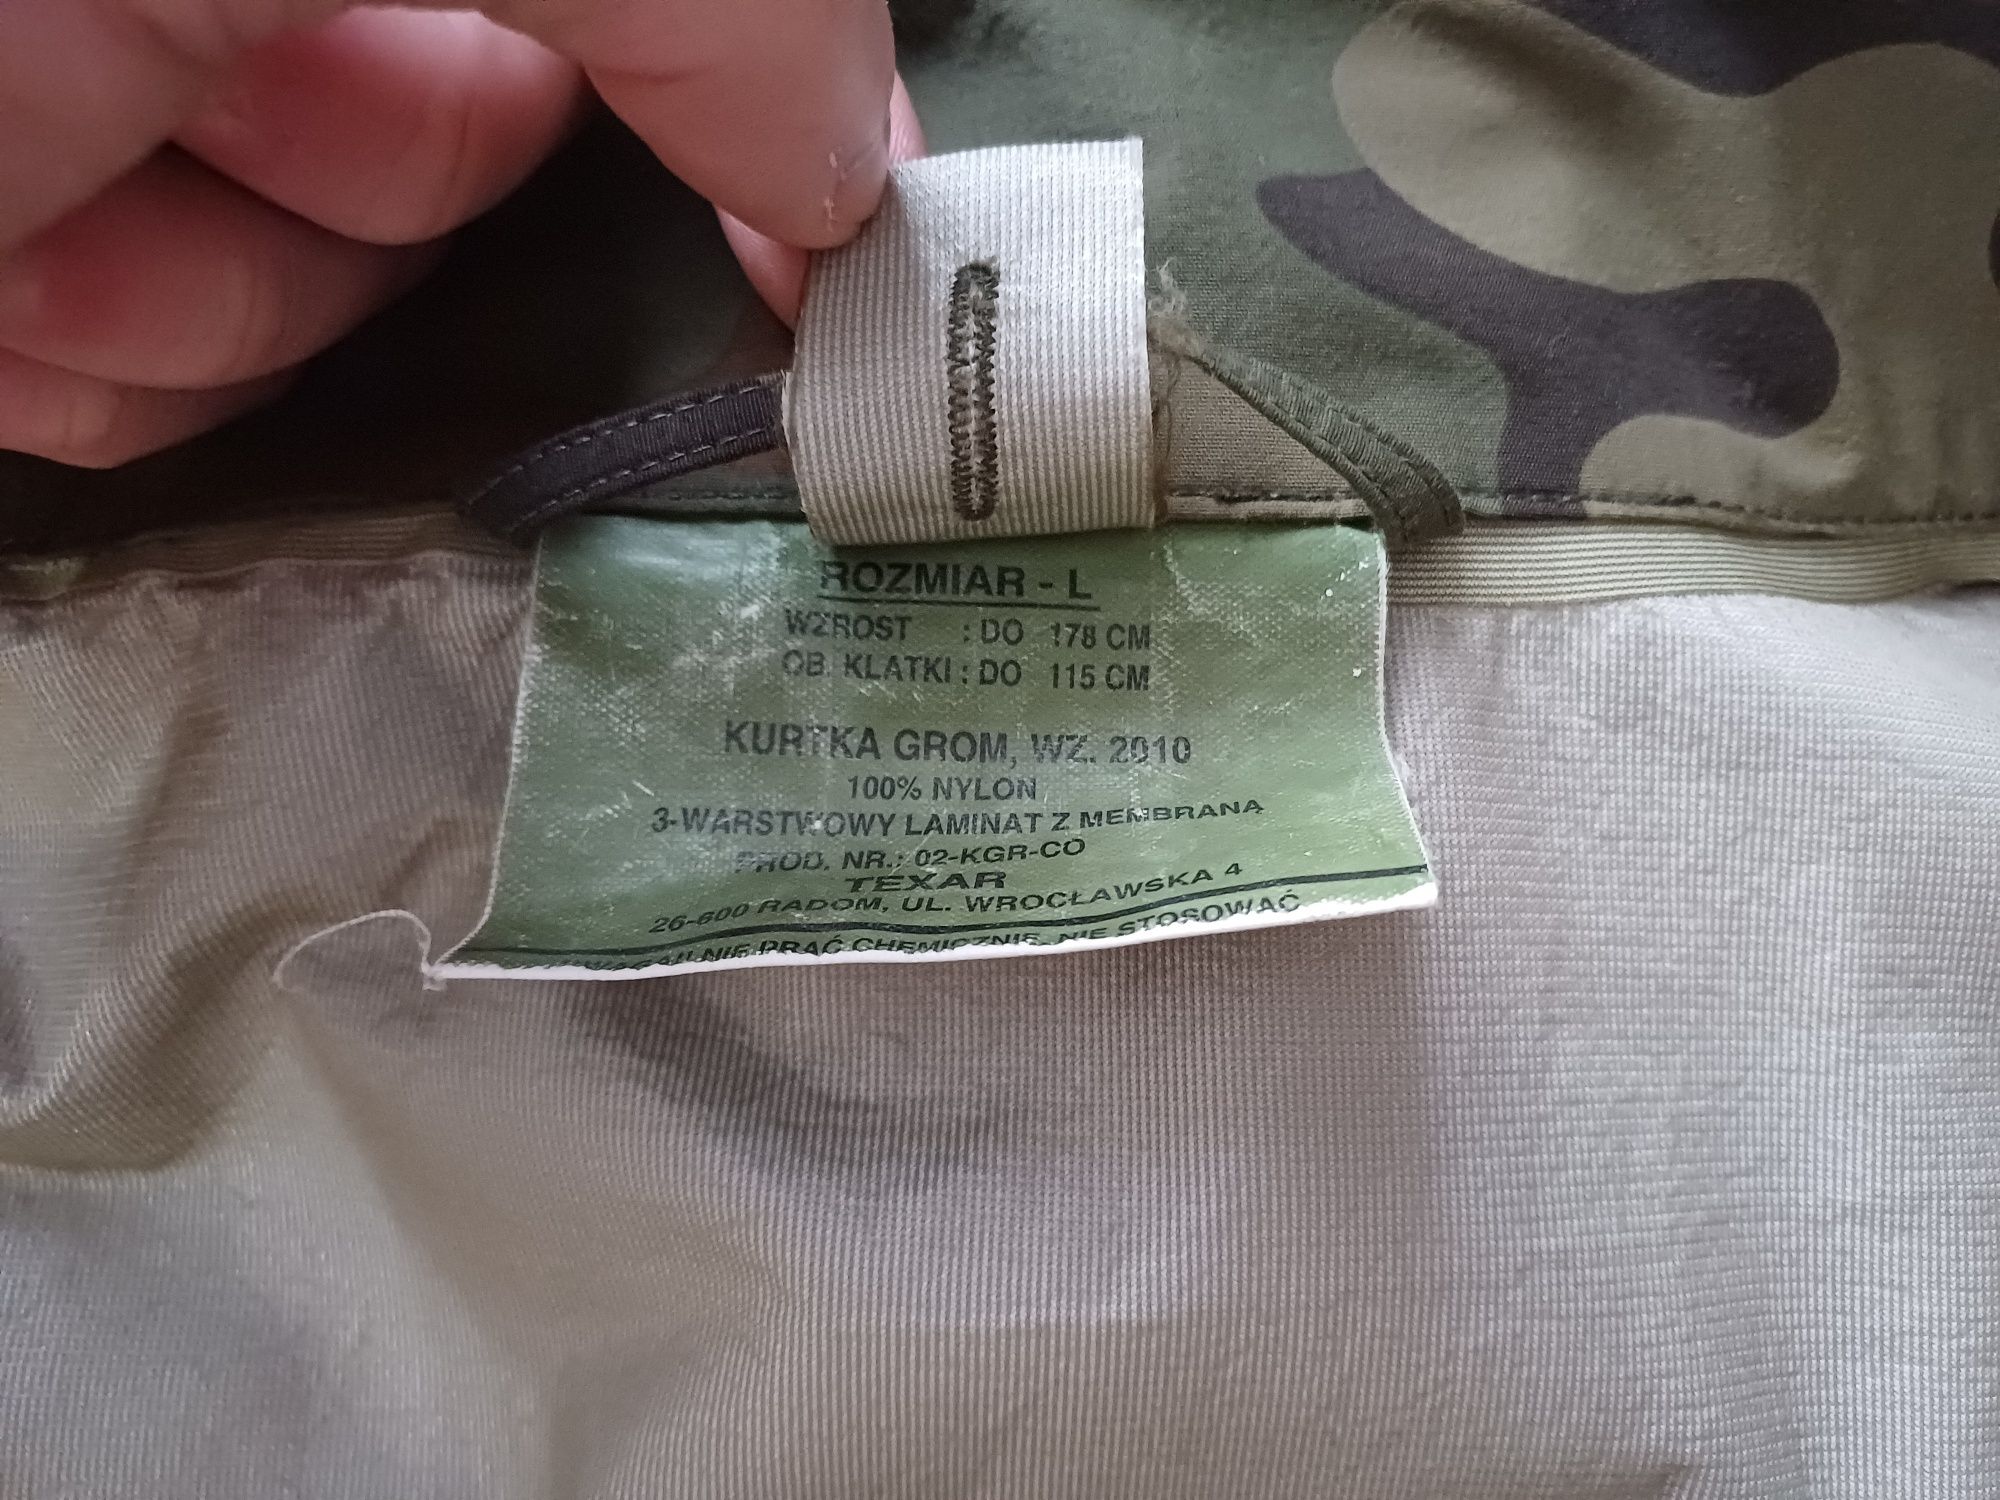 ROZMIAR - L
WZROST : DO 178 CM
OB. KLATKI : DO 115 CM
KURTKA GROM, WZ. 2010
100% NYLON
3-WARSTWOWY LAMINAT Z MEMBRANĄ
PROD. NR.: 02-KGR-CO
TEXAR
26-600 RADOM, UL. WROCŁAWSKA 4
NIE PRAĆ CHEMICZNIE, NIE STOSOWAĆ